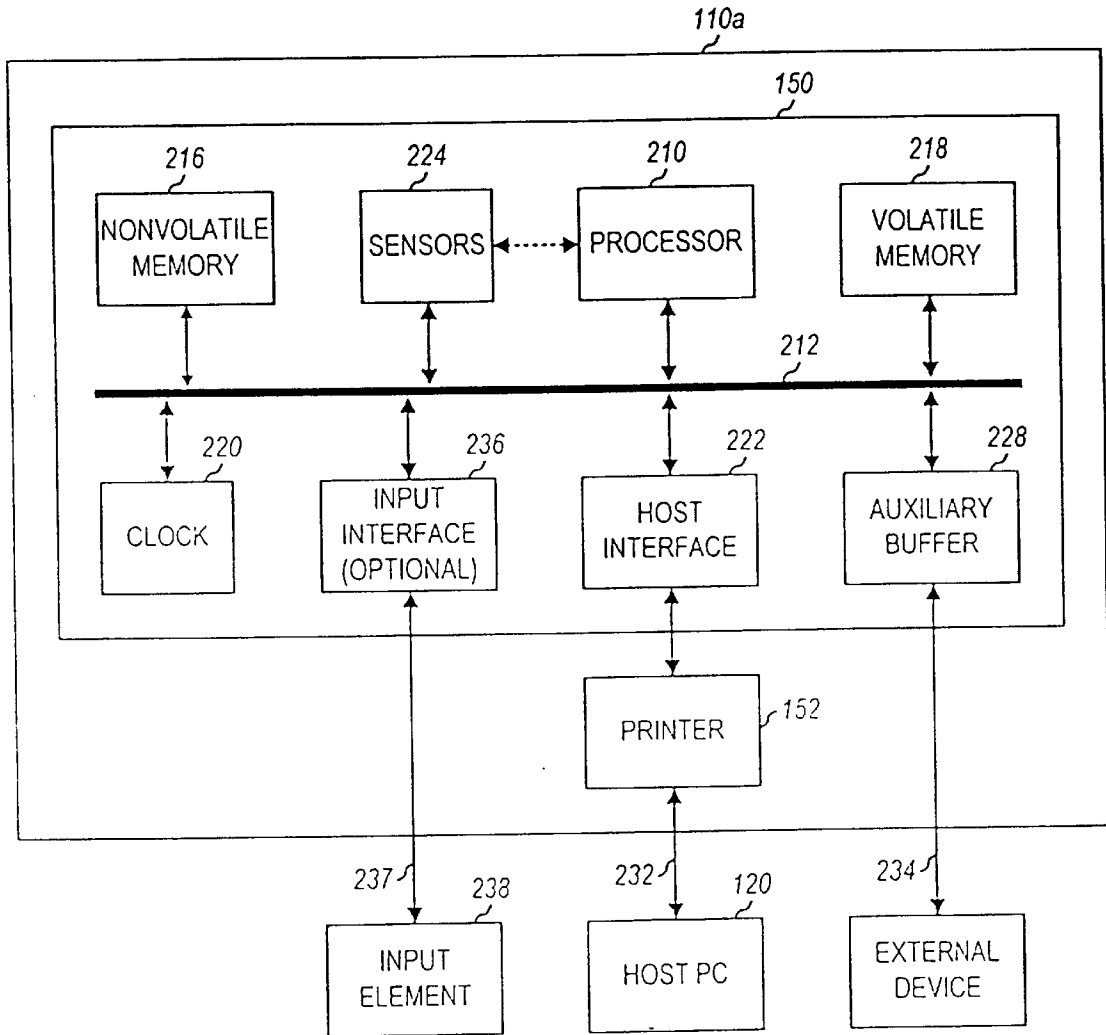 110a
150
216
224
210
218
NONVOLATILE
MEMORY
SENSORS
PROCESSOR
VOLATILE
MEMORY
212
220
236
222
228
CLOCK
INPUT
INTERFACE
(OPTIONAL)
HOST
INTERFACE
AUXILIARY
BUFFER
PRINTER
152
237
232
234
238
120
INPUT
ELEMENT
HOST PC
EXTERNAL
DEVICE